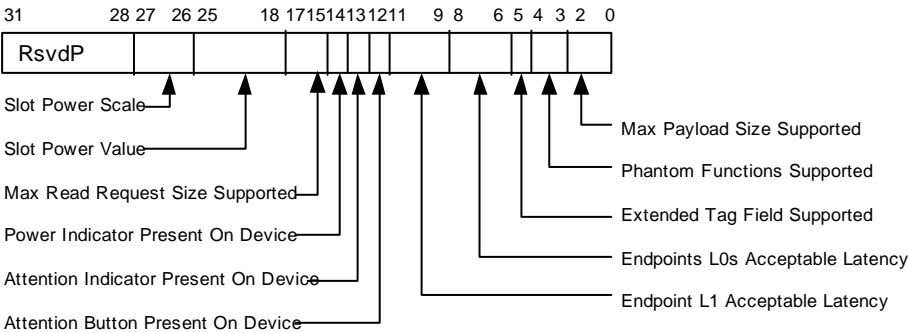 31 28 27 26 25 18 17 15 14 13 12 11 9 8 6 5 4 3 2 0
RsvdP
Slot Power Scale
Slot Power Value
Max Read Request Size Supported
Power Indicator Present On Device
Attention Indicator Present On Device
Attention Button Present On Device
Max Payload Size Supported
Phantom Functions Supported
Extended Tag Field Supported
Endpoints L0s Acceptable Latency
Endpoint L1 Acceptable Latency